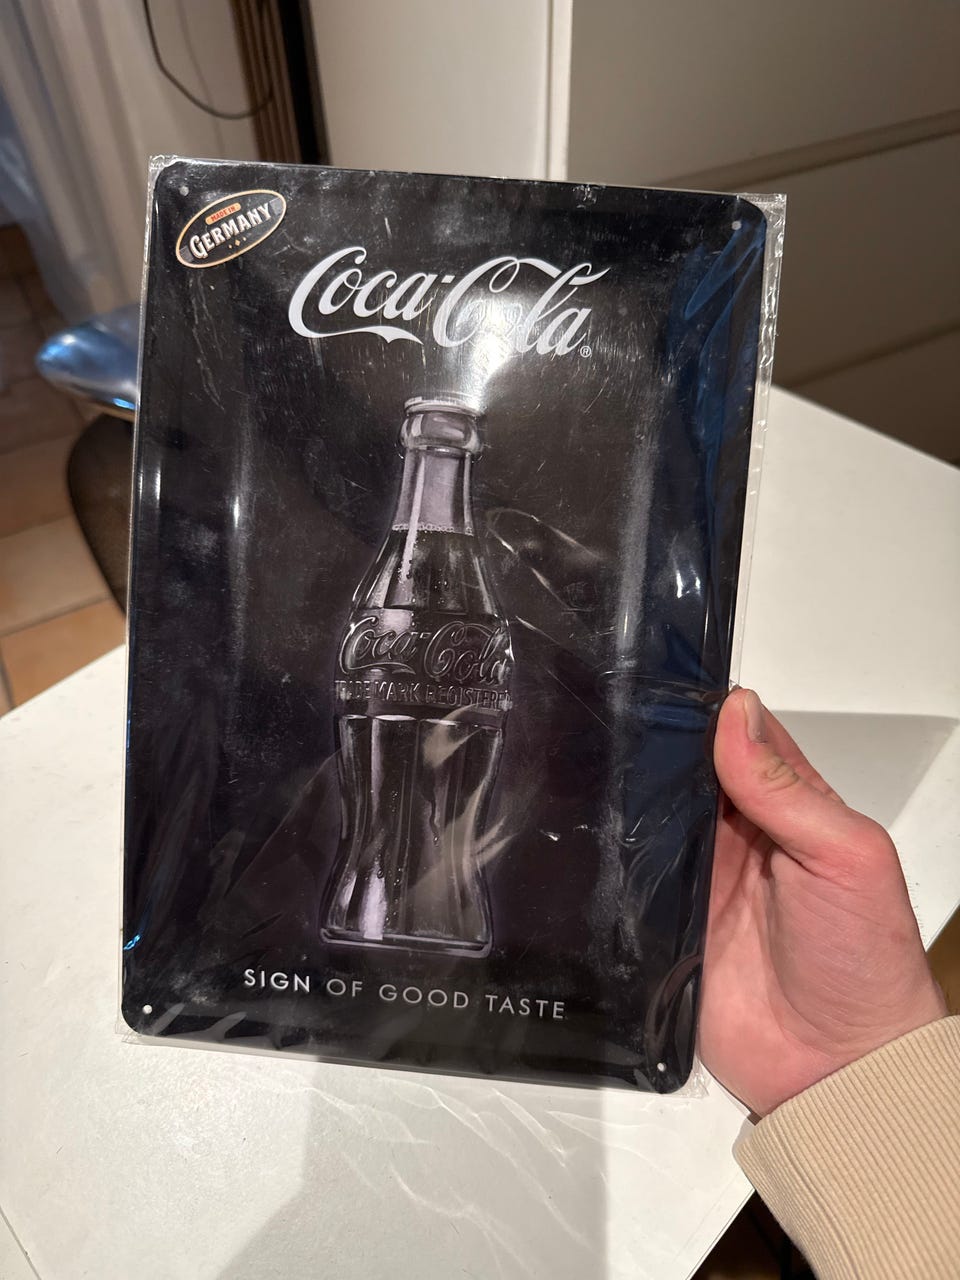 MADE IN
GERMANY
Coca-Cola
®
Coca-Cola
TRADE MARK REGISTERED
SIGN OF GOOD TASTE